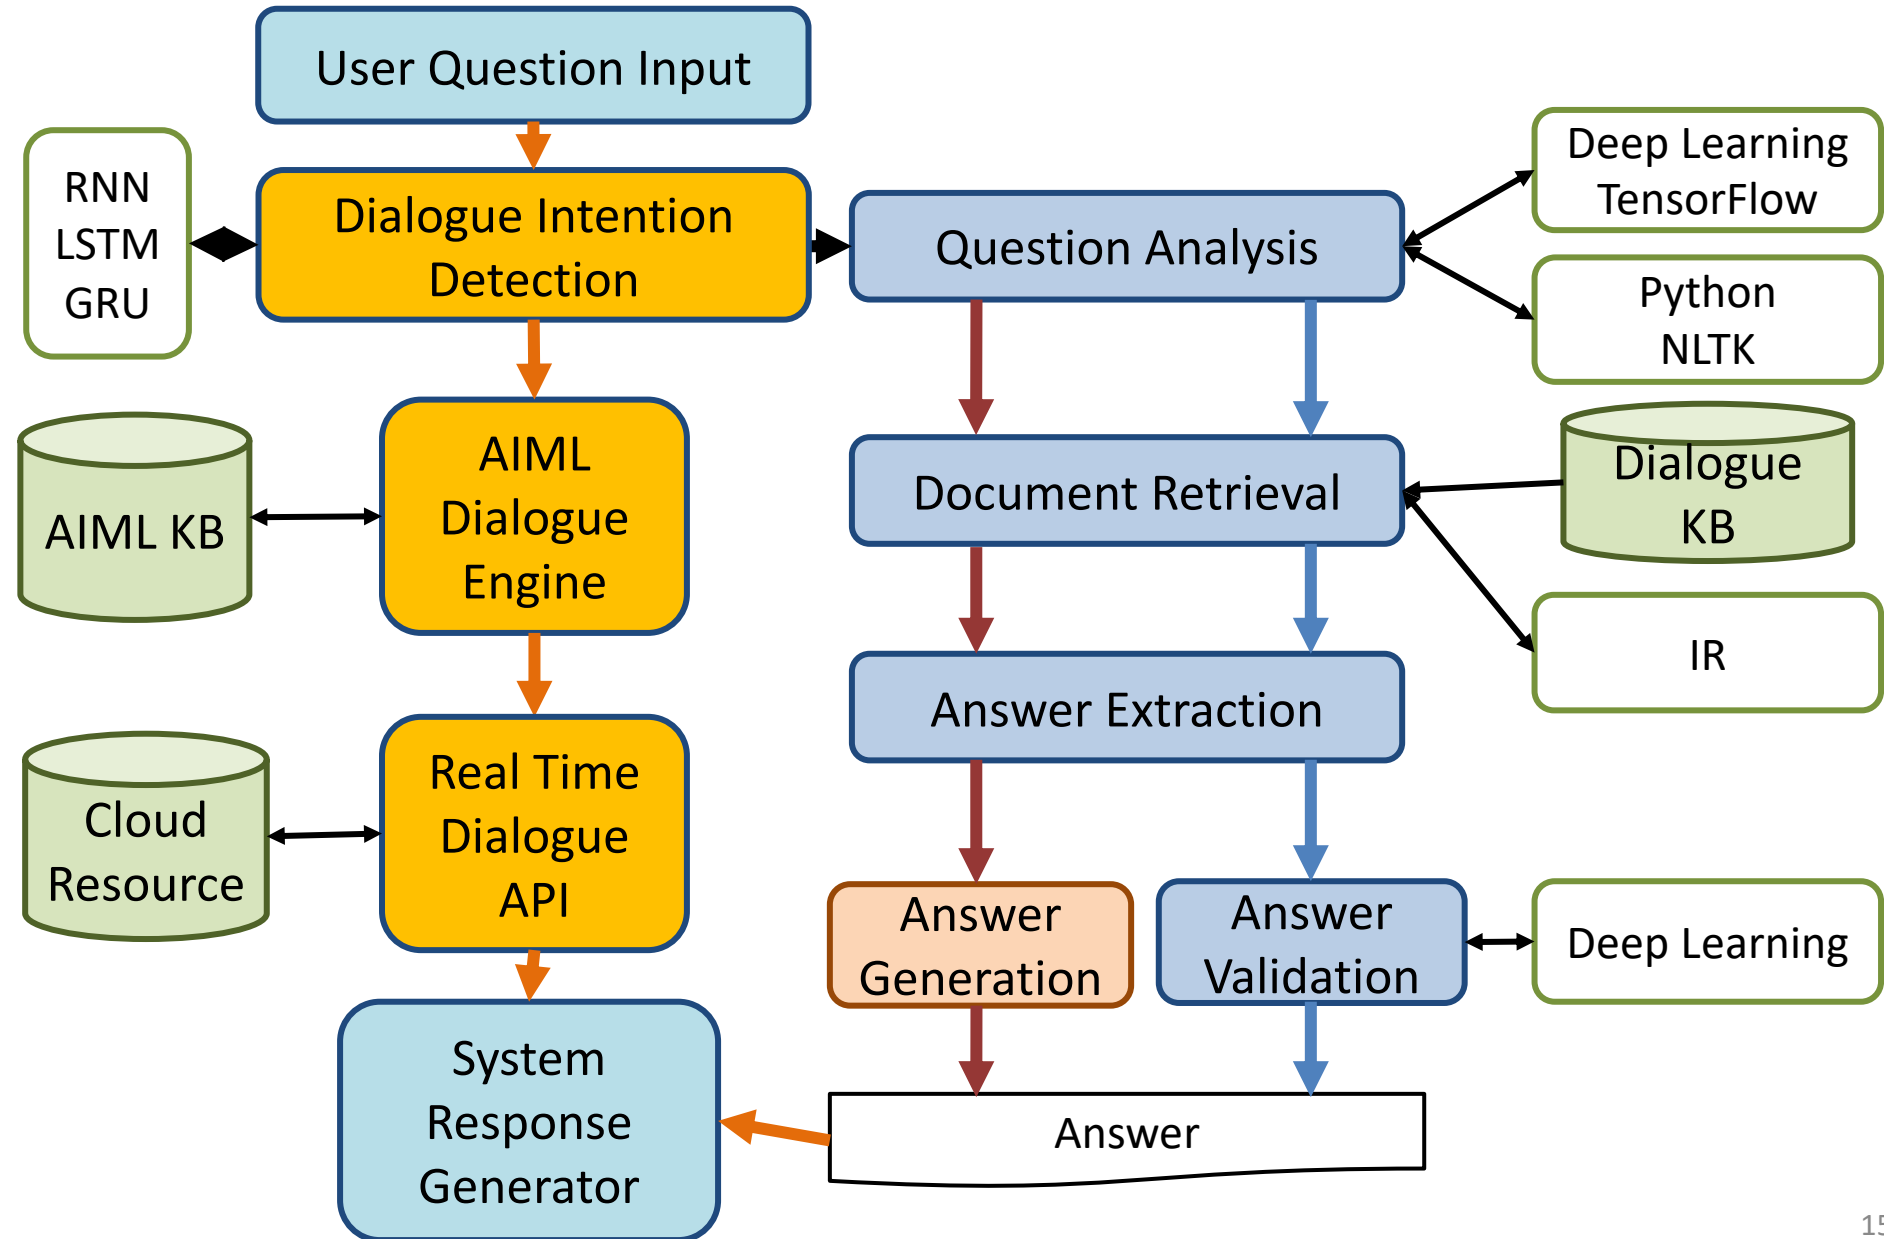 User Question Input
RNN
LSTM
GRU
Dialogue Intention
Detection
Question Analysis
Deep Learning
TensorFlow
Python
NLTK
AIML KB
AIML
Dialogue
Engine
Document Retrieval
Dialogue
KB
IR
Answer Extraction
Cloud
Resource
Real Time
Dialogue
API
Answer
Generation
Answer
Validation
Deep Learning
System
Response
Generator
Answer
15